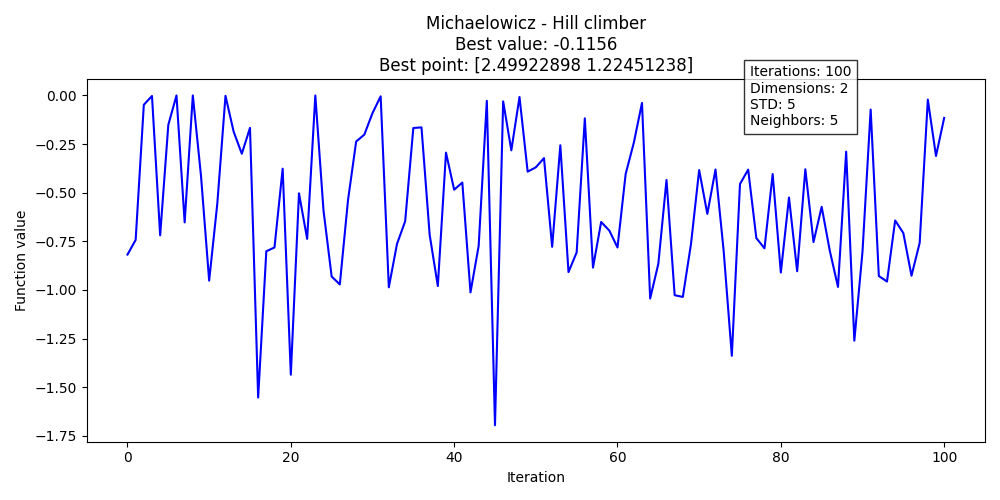 Michaelowicz - Hill climber
Best value: -0.1156
Best point: [2.49922898 1.22451238]
Iterations: 100
Dimensions: 2
STD: 5
Neighbors: 5
Function value
0.00
−0.25
−0.50
−0.75
−1.00
−1.25
−1.50
−1.75
0
20
40
60
80
100
Iteration